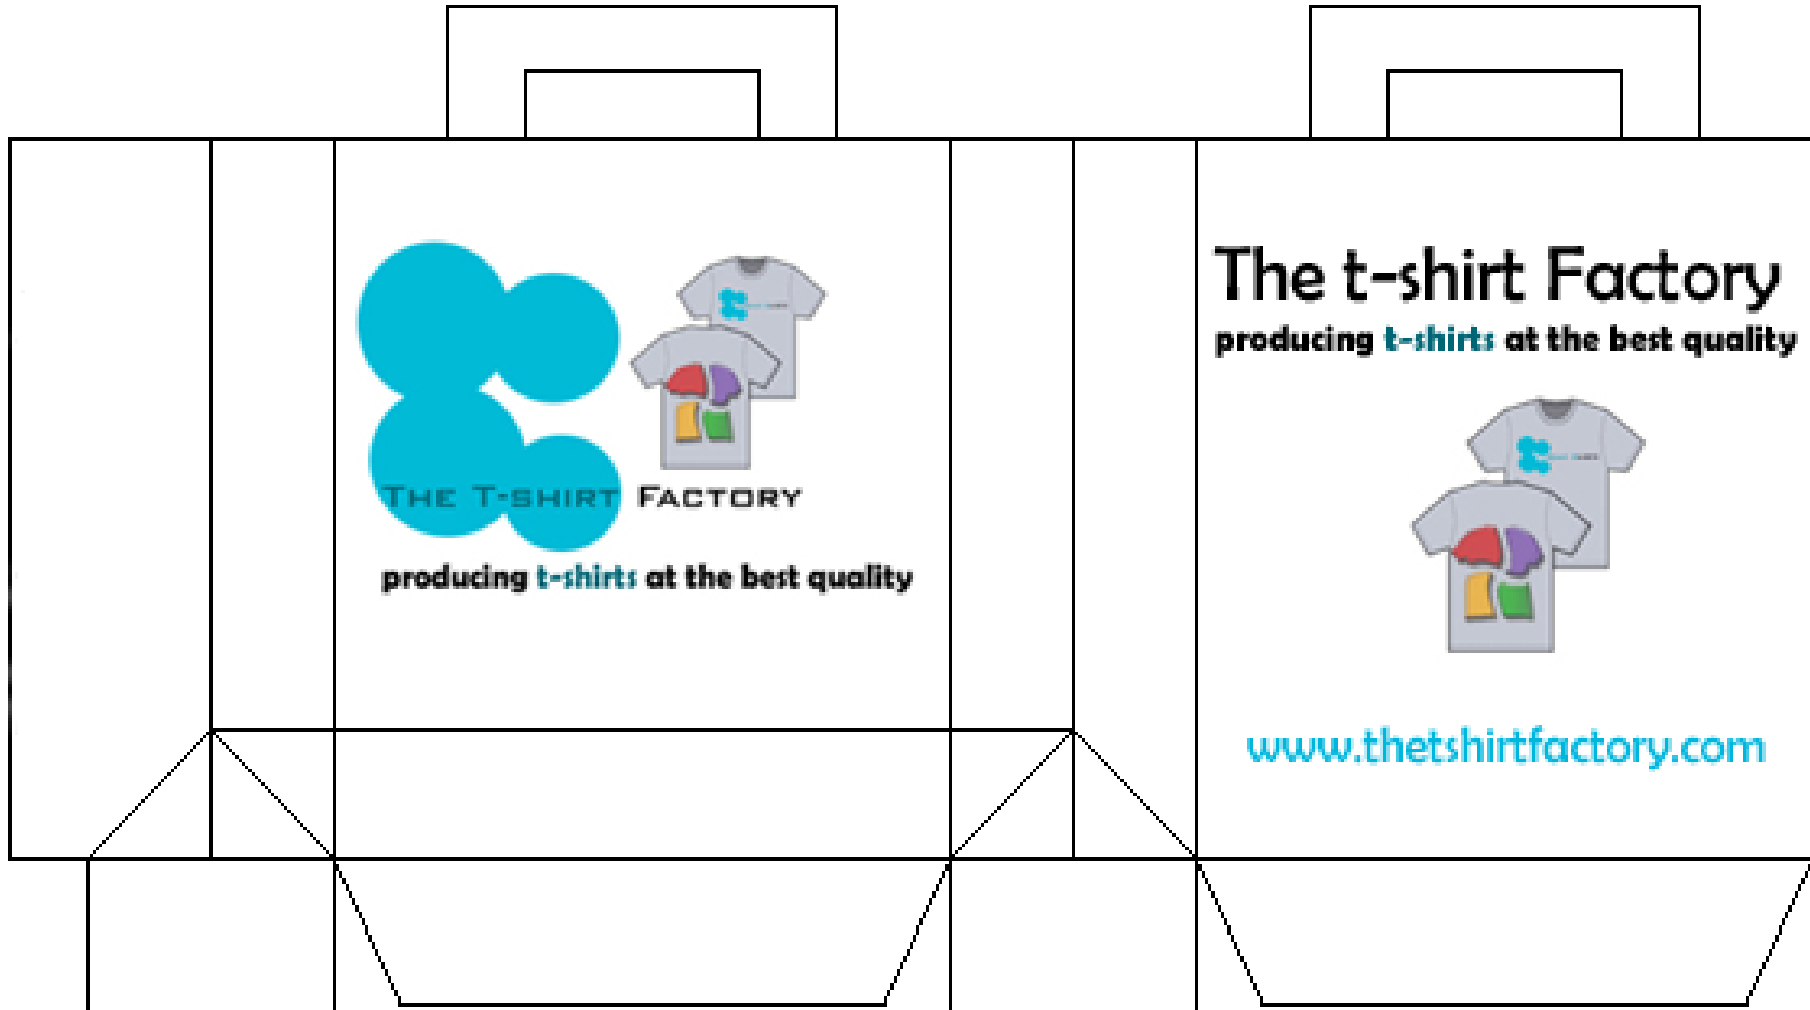 The T-shirt Factory
producing t-shirts at the best quality
The t-shirt Factory
producing t-shirts at the best quality
www.thetshirtfactory.com